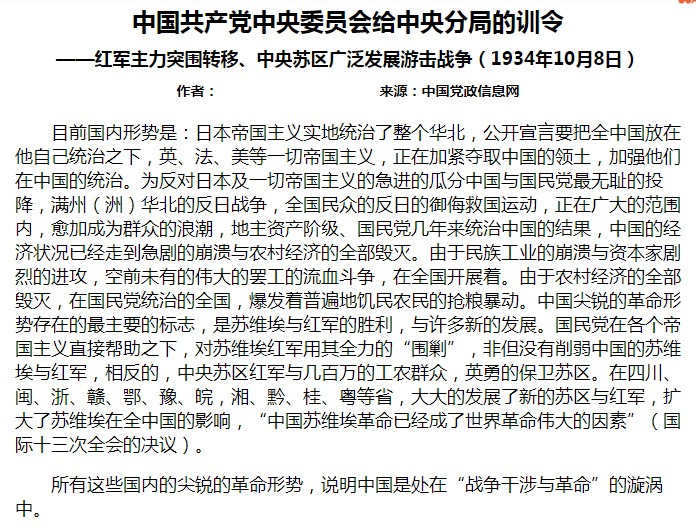 中国共产党中央委员会给中央分局的训令
——红军主力突围转移、中央苏区广泛发展游击战争（1934年10月8日）
作者： 来源：中国党政信息网
目前国内形势是：日本帝国主义实地统治了整个华北，公开宣言要把全中国放在
他自己统治之下，英、法、美等一切帝国主义，正在加紧夺取中国的领土，加强他们
在中国的统治。为反对日本及一切帝国主义的急进的瓜分中国与国民党最无耻的投
降，满州（洲）华北的反日战争，全国民众的反日的御侮救国运动，正在广大的范围
内，愈加成为群众的浪潮，地主资产阶级、国民党几年来统治中国的结果，中国的经
济状况已经走到急剧的崩溃与农村经济的全部毁灭。由于民族工业的崩溃与资本家剧
烈的进攻，空前未有的伟大的罢工的流血斗争，在全国开展着。由于农村经济的全部
毁灭，在国民党统治的全国，爆发着普遍地饥民农民的抢粮暴动。中国尖锐的革命形
势存在的最主要的标志，是苏维埃与红军的胜利，与许多新的发展。国民党在各个帝
国主义直接帮助之下，对苏维埃红军用其全力的“围剿”，非但没有削弱中国的苏维
埃与红军，相反的，中央苏区红军与几百万的工农群众，英勇的保卫苏区。在四川、
闽、浙、赣、鄂、豫、皖，湘、黔、桂、粤等省，大大的发展了新的苏区与红军，扩
大了苏维埃在全中国的影响，“中国苏维埃革命已经成了世界革命伟大的因素”（国
际十三次全会的决议）。
所有这些国内的尖锐的革命形势，说明中国是处在“战争干涉与革命”的漩涡
中。